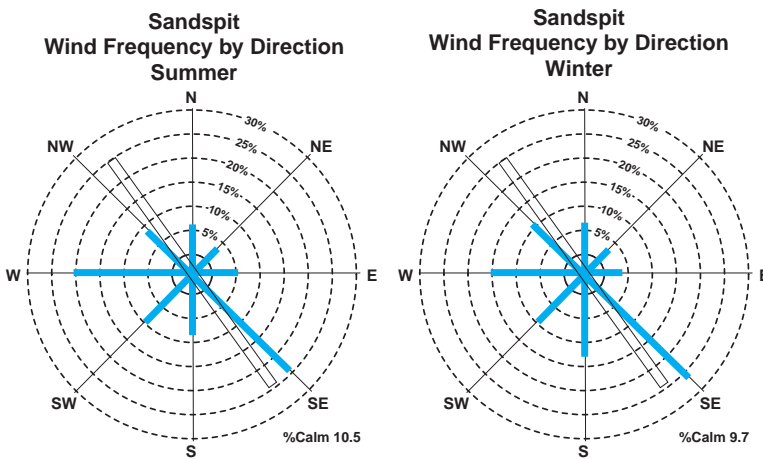 Sandspit
Wind Frequency by Direction
Summer
N
NE
E
SE
S
SW
W
NW
30%
25%
20%
15%
10%
5%
%Calm 10.5
Sandspit
Wind Frequency by Direction
Winter
N
NE
E
SE
S
SW
W
NW
30%
25%
20%
15%
10%
5%
%Calm 9.7